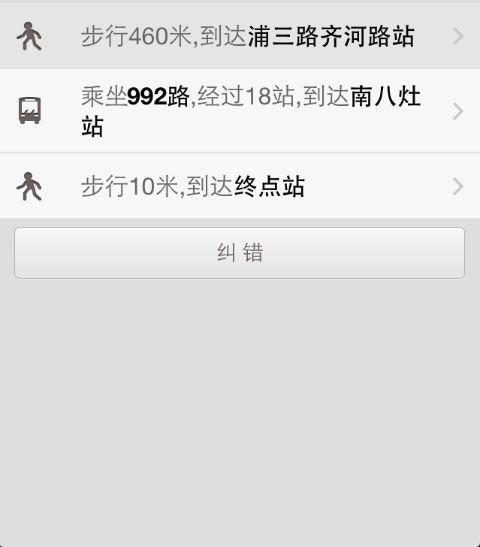 步行460米,到达浦三路齐河路站
乘坐992路,经过18站,到达南八灶
站
步行10米,到达终点站
纠 错